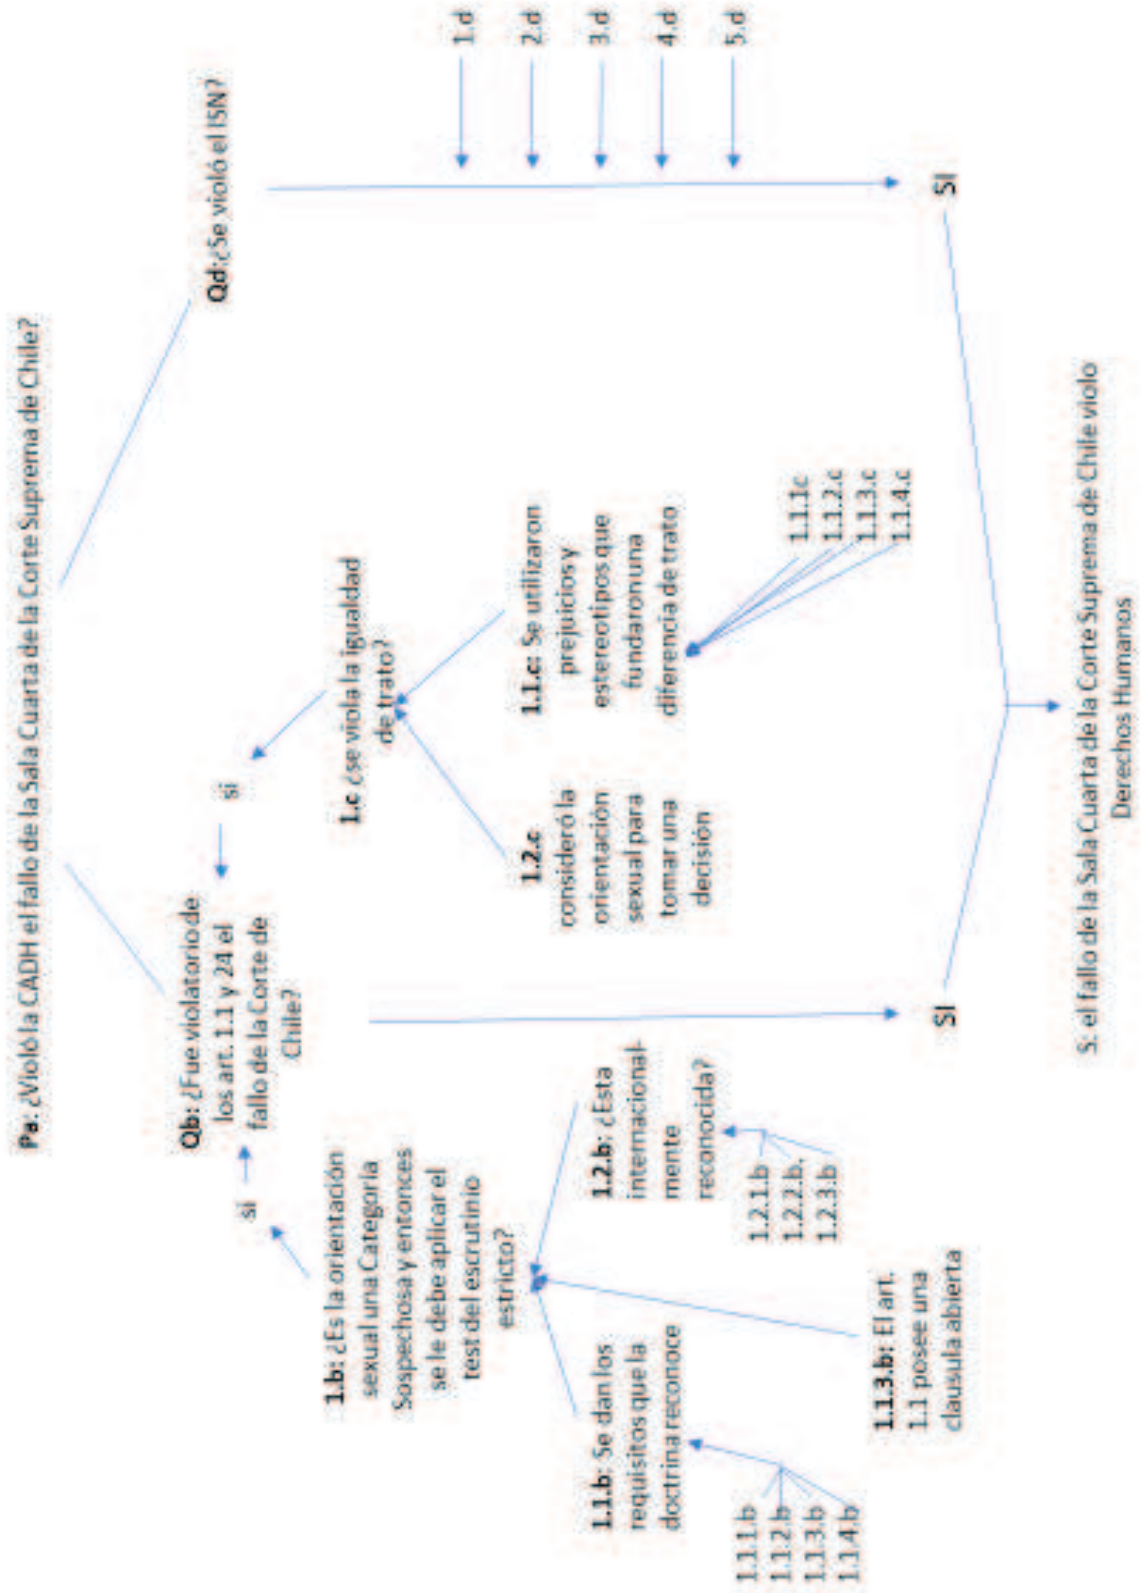 Pa: ¿Violó la CADH el fallo de la Sala Cuarta de la Corte Suprema de Chile?
Qb: ¿Fue violatorio de
los art. 1.1 y 24 el
fallo de la Corte de
Chile?
Qd:¿Se violó el ISN?
si
si
1.b: ¿Es la orientación
sexual una Categoría
Sospechosa y entonces
se le debe aplicar el
test del escrutinio
estricto?
1.c ¿se viola la igualdad
de trato?
1.1.b: Se dan los
requisitos que la
doctrina reconoce
1.2.b: ¿Esta
internacional-
mente
reconocida?
1.2.c
consideró la
orientación
sexual para
tomar una
decisión
1.1.c: Se utilizaron
prejuicios y
estereotipos que
fundaron una
diferencia de trato
1.d
2.d
3.d
4.d
5.d
1.1.1.b
1.1.2.b
1.1.3.b
1.1.4.b
1.2.1.b
1.2.2.b.
1.2.3.b
1.1.3.b: El art.
1.1 posee una
clausula abierta
1.1.1c
1.1.2.c
1.1.3.c
1.1.4.c
SI
SI
S: el fallo de la Sala Cuarta de la Corte Suprema de Chile violo
Derechos Humanos